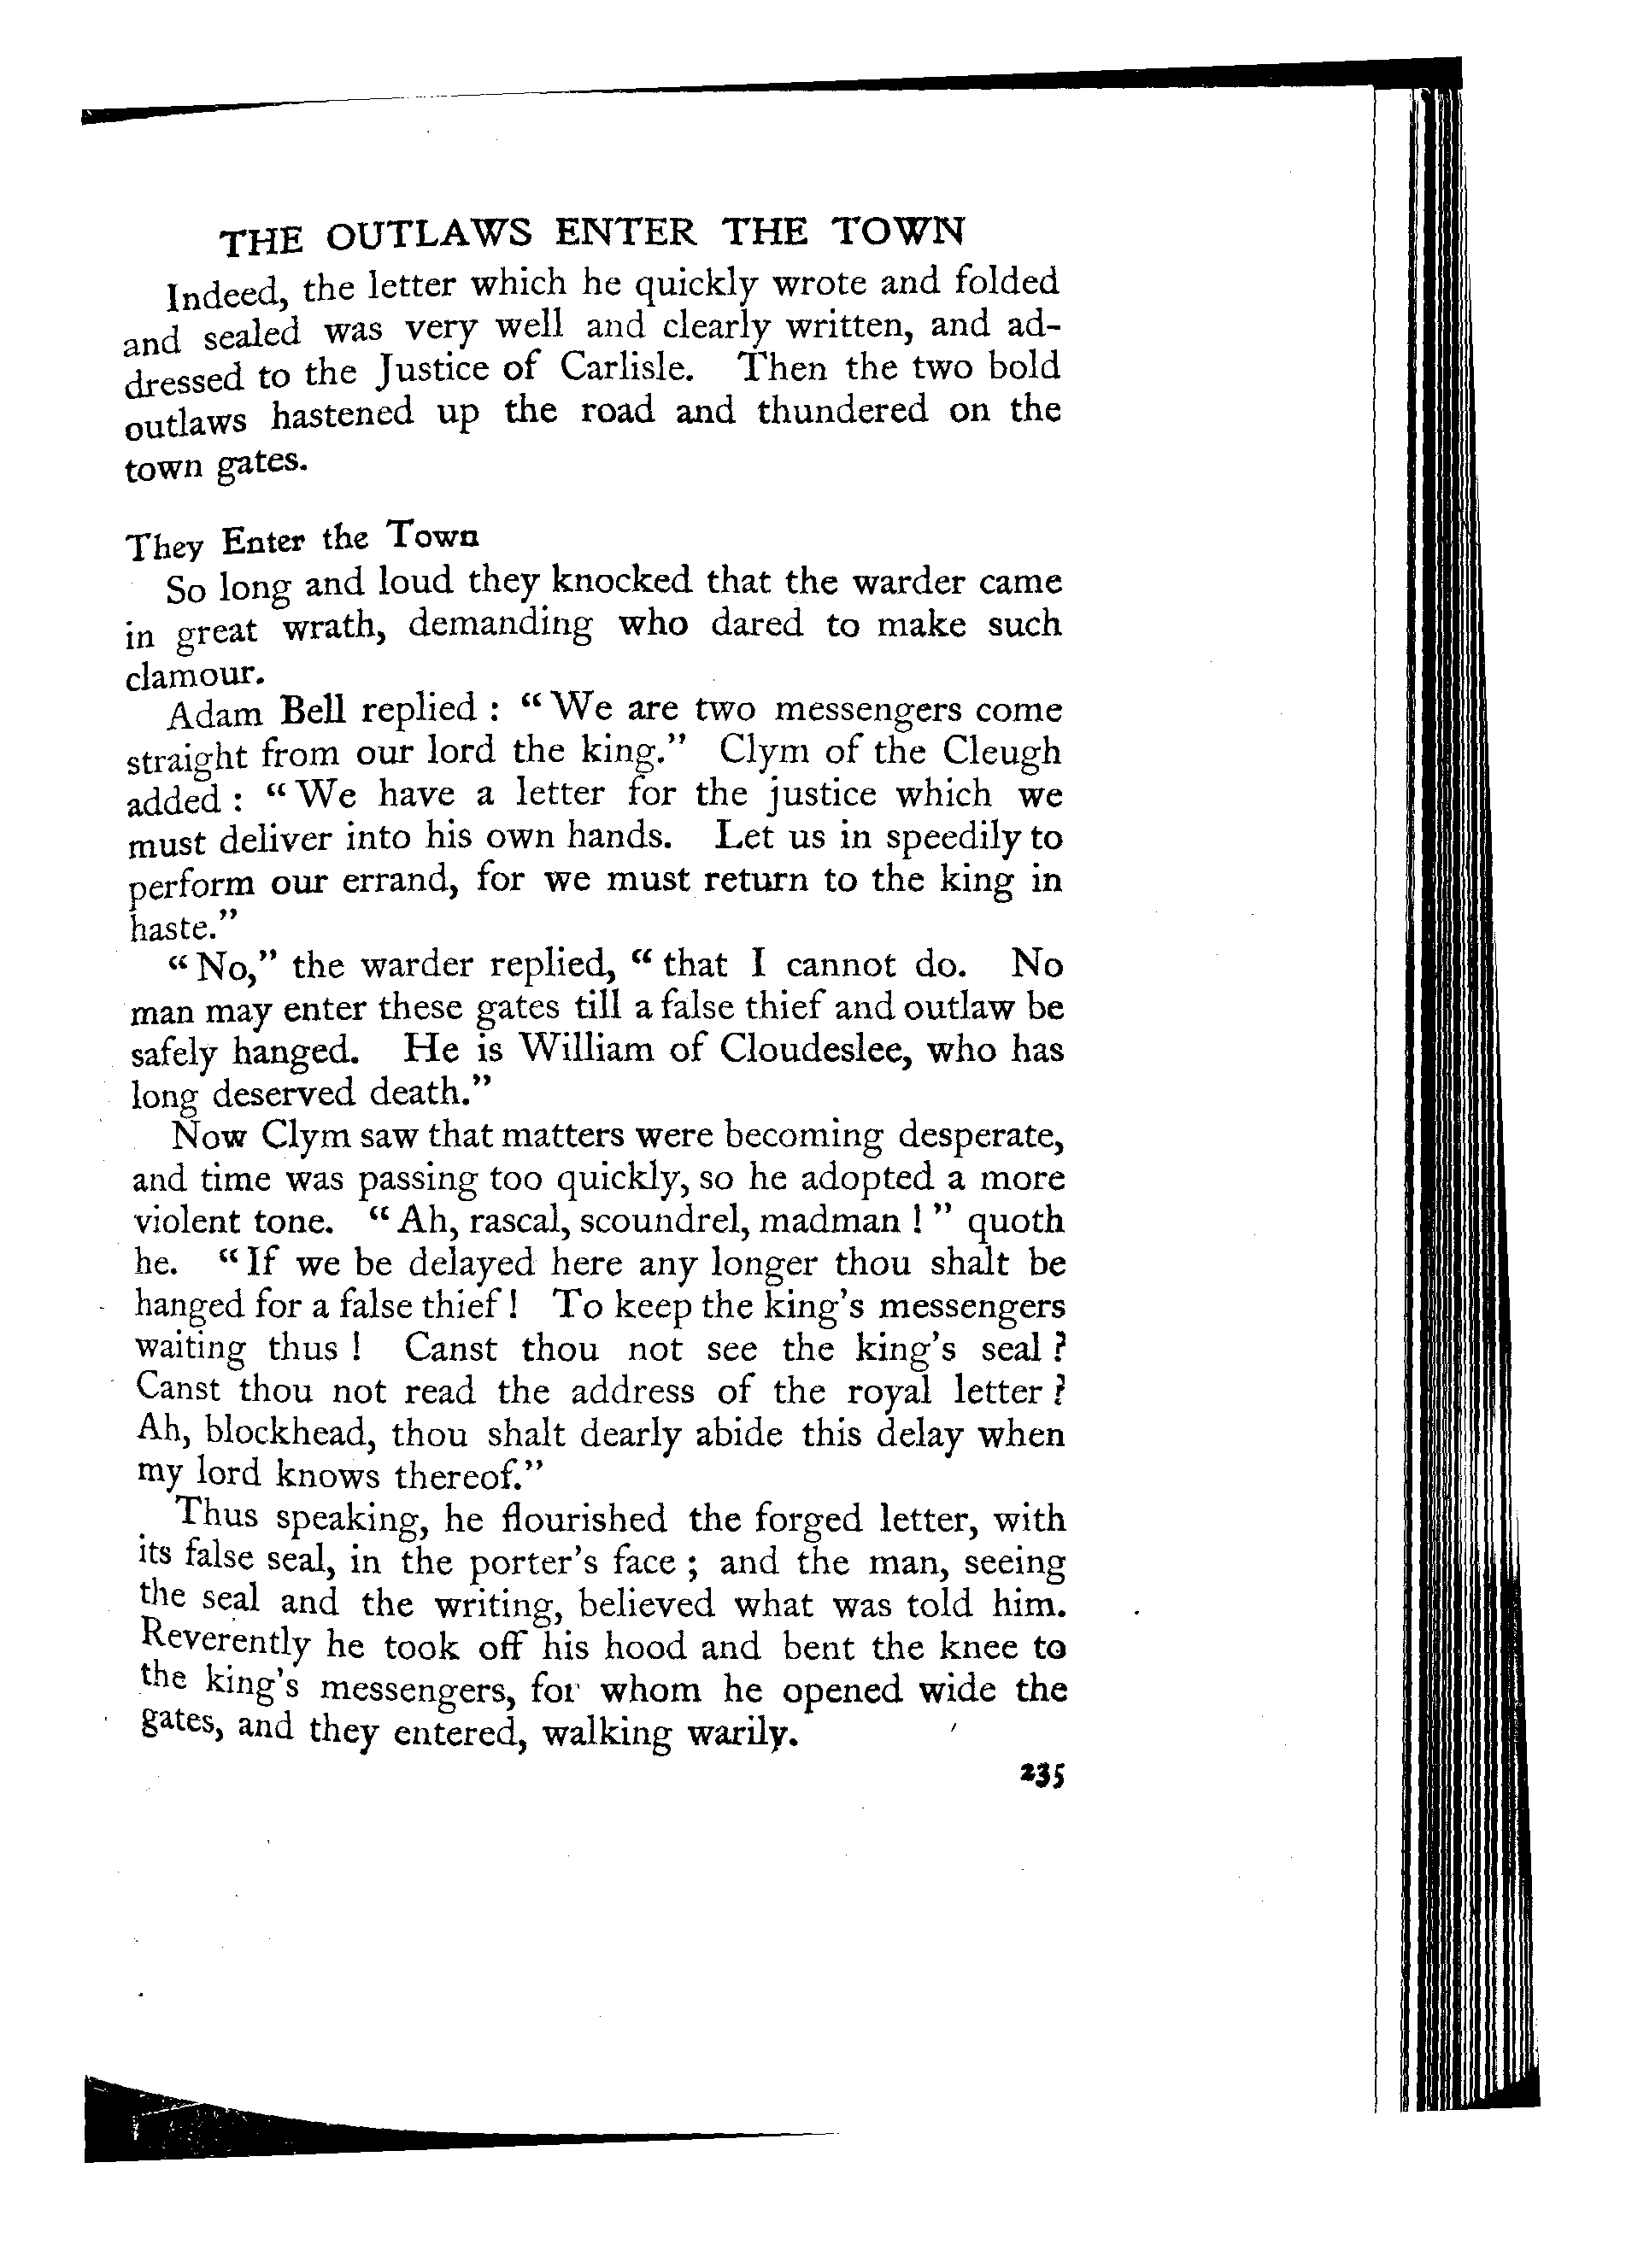 THE OUTLAWS ENTER THE TOWN
Indeed, the letter which he quickly wrote and folded
and sealed was very well and clearly written, and ad-
dressed to the Justice of Carlisle. Then the two bold
outlaws hastened up the road and thundered on the
town gates.
They Enter the Town
So long and loud they knocked that the warder came
in great wrath, demanding who dared to make such
clamour.
Adam Bell replied : “ We are two messengers come
straight from our lord the king.” Clym of the Cleugh
added : “ We have a letter for the justice which we
must deliver into his own hands. Let us in speedily to
perform our errand, for we must return to the king in
haste.”
“ No,” the warder replied, “ that I cannot do. No
man may enter these gates till a false thief and outlaw be
safely hanged. He is William of Cloudeslee, who has
long deserved death.”
Now Clym saw that matters were becoming desperate,
and time was passing too quickly, so he adopted a more
violent tone. “ Ah, rascal, scoundrel, madman ! ” quoth
he. “ If we be delayed here any longer thou shalt be
hanged for a false thief ! To keep the king’s messengers
waiting thus ! Canst thou not see the king’s seal ?
Canst thou not read the address of the royal letter ?
Ah, blockhead, thou shalt dearly abide this delay when
my lord knows thereof.”
Thus speaking, he flourished the forged letter, with
its false seal, in the porter’s face ; and the man, seeing
the seal and the writing, believed what was told him.
Reverently he took off his hood and bent the knee to
the king’s messengers, for whom he opened wide the
gates, and they entered, walking warily.
235